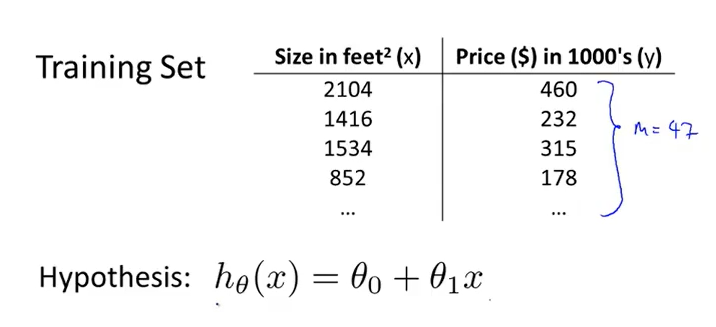 Training Set
Size in feet² (x) Price ($) in 1000's (y)
2104 460
1416 232
1534 315
852 178
... ...
m = 47
Hypothesis: hθ(x) = θ0 + θ1x